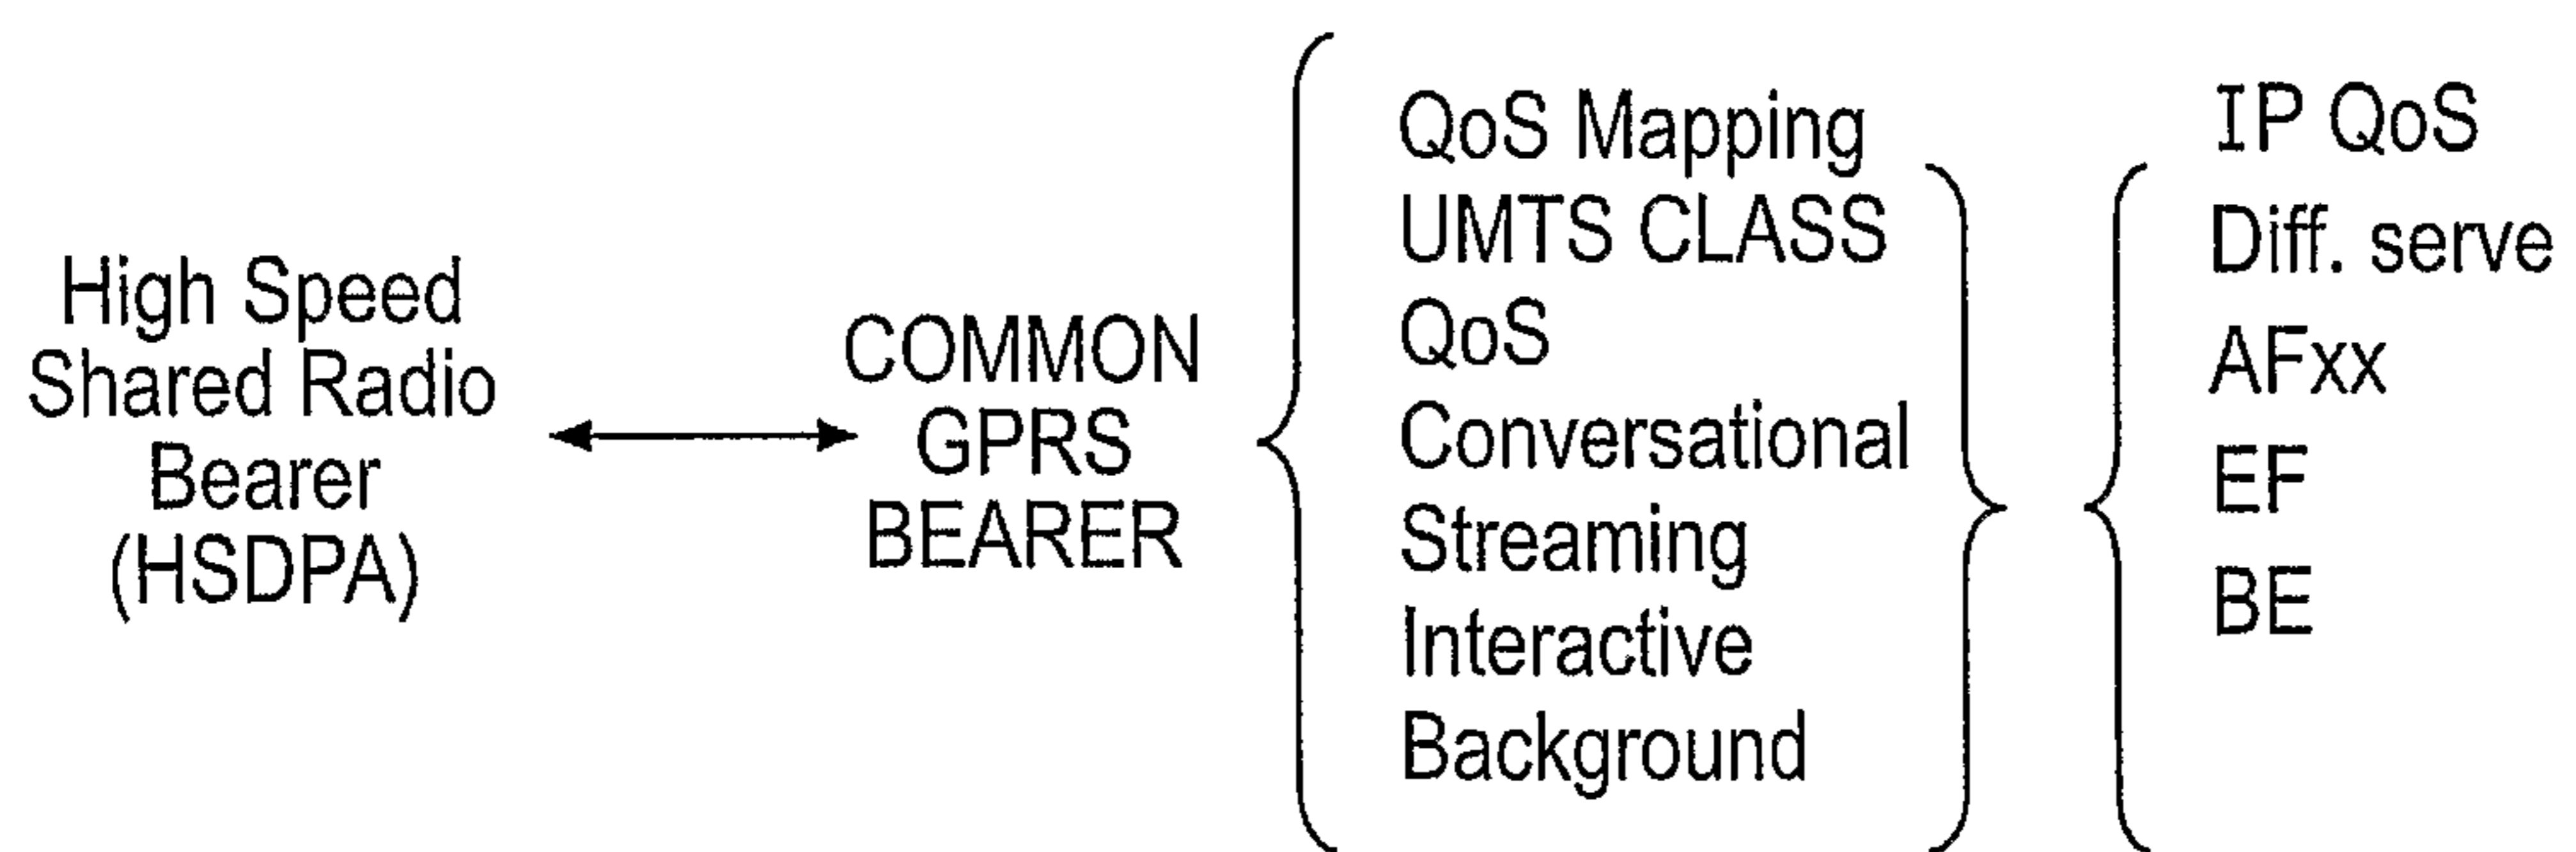 High Speed
Shared Radio
Bearer
(HSDPA)
COMMON
GPRS
BEARER
QoS Mapping
UMTS CLASS
QoS
Conversational
Streaming
Interactive
Background
IP QoS
Diff. serve
AFxx
EF
BE